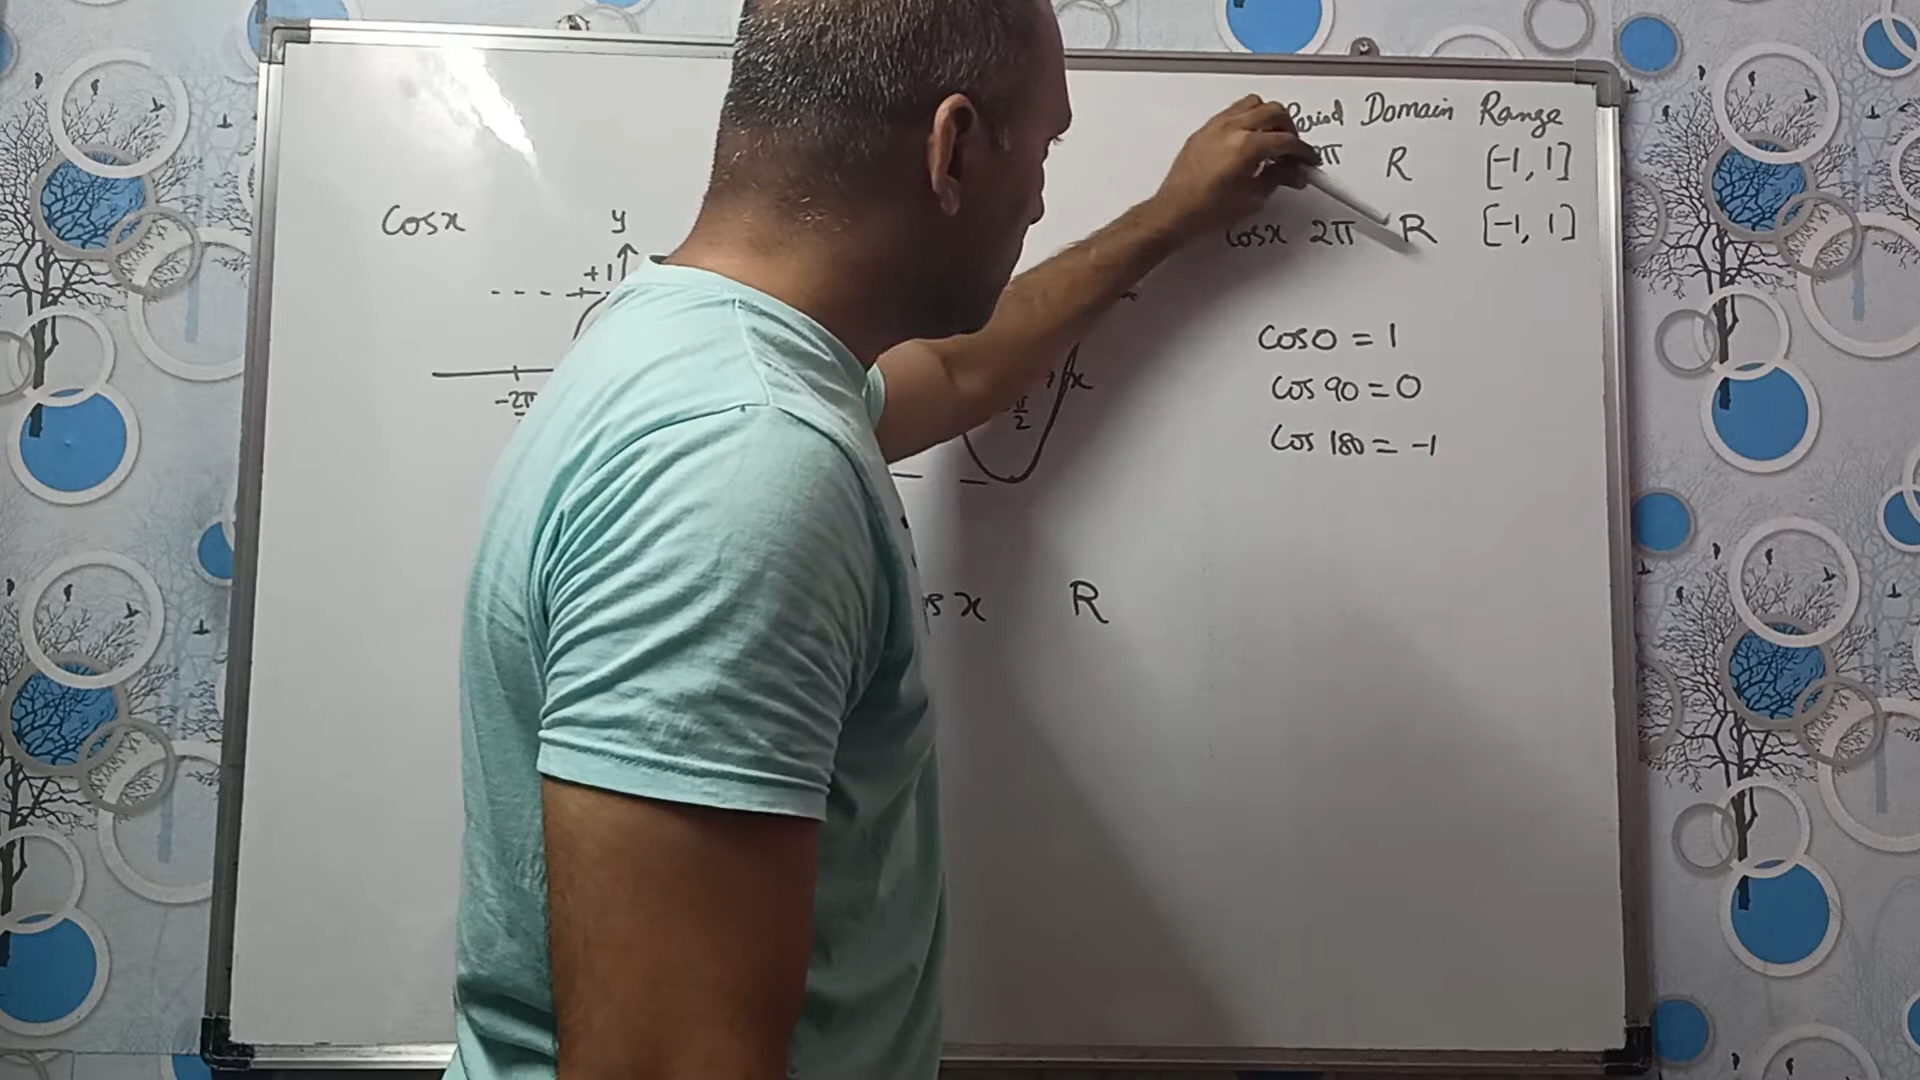 Period Domain Range
2π R [-1, 1]
Cosx 2π R [-1, 1]
Cosx y
+1
x
-2π
π/2
Cos0 = 1
Cos 90 = 0
Cos 180 = -1
x R